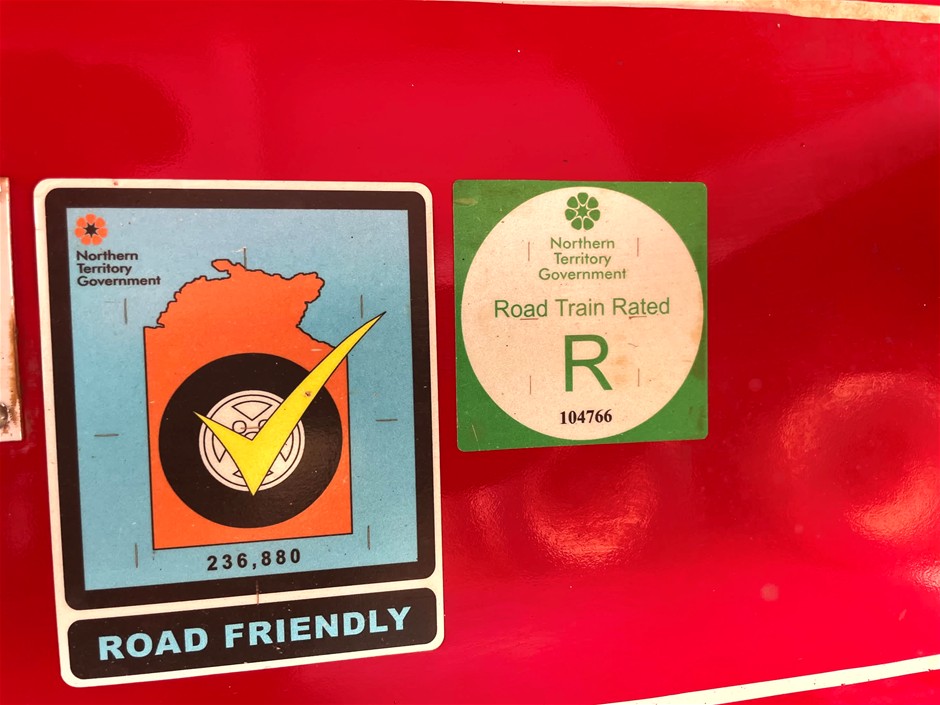 Northern
Territory
Government
236,880
ROAD FRIENDLY
Northern
Territory
Government
Road Train Rated
R
104766